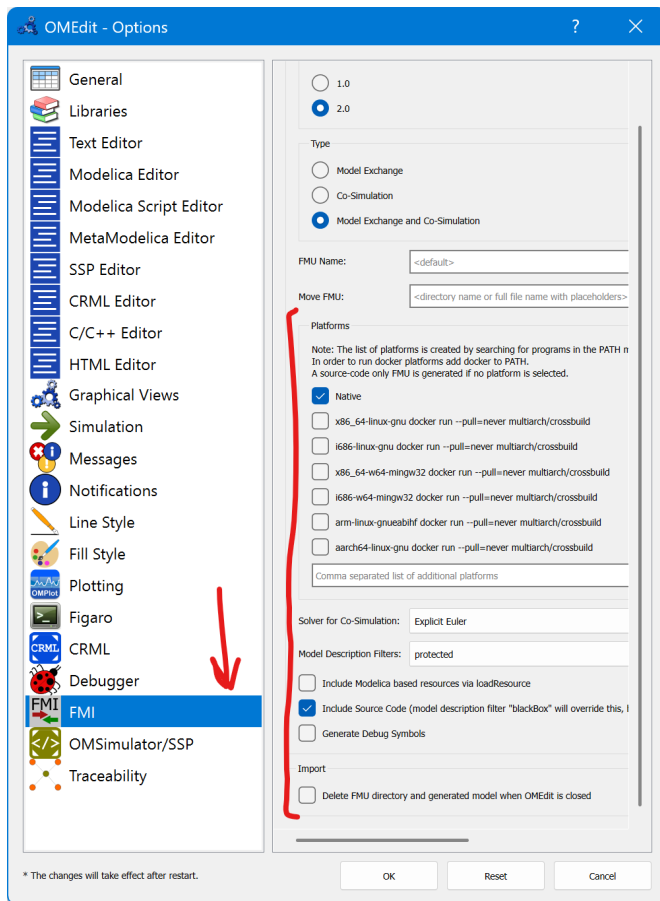 OMEdit - Options
?
General
Libraries
Text Editor
Modelica Editor
Modelica Script Editor
MetaModelica Editor
SSP Editor
CRML Editor
C/C++ Editor
HTML Editor
Graphical Views
Simulation
Messages
Notifications
Line Style
Fill Style
OMPlot
Plotting
Figaro
CRML
CRML
Debugger
FMI
FMI
OMSimulator/SSP
Traceability
1.0
2.0
Type
Model Exchange
Co-Simulation
Model Exchange and Co-Simulation
FMU Name:
<default>
Move FMU:
<directory name or full file name with placeholders>
Platforms
Note: The list of platforms is created by searching for programs in the PATH
In order to run docker platforms add docker to PATH.
A source-code only FMU is generated if no platform is selected.
Native
x86_64-linux-gnu docker run --pull=never multiarch/crossbuild
i686-linux-gnu docker run --pull=never multiarch/crossbuild
x86_64-w64-mingw32 docker run --pull=never multiarch/crossbuild
i686-w64-mingw32 docker run --pull=never multiarch/crossbuild
arm-linux-gnueabihf docker run --pull=never multiarch/crossbuild
aarch64-linux-gnu docker run --pull=never multiarch/crossbuild
Comma separated list of additional platforms
Solver for Co-Simulation:
Explicit Euler
Model Description Filters:
protected
Include Modelica based resources via loadResource
Include Source Code (model description filter "blackBox" will override this,
Generate Debug Symbols
Import
Delete FMU directory and generated model when OMEdit is closed
* The changes will take effect after restart.
OK
Reset
Cancel